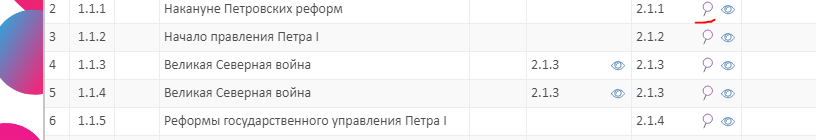 2 1.1.1 Накануне Петровских реформ 2.1.1
3 1.1.2 Начало правления Петра I 2.1.2
4 1.1.3 Великая Северная война 2.1.3 2.1.3
5 1.1.4 Великая Северная война 2.1.3 2.1.3
6 1.1.5 Реформы государственного управления Петра I 2.1.4